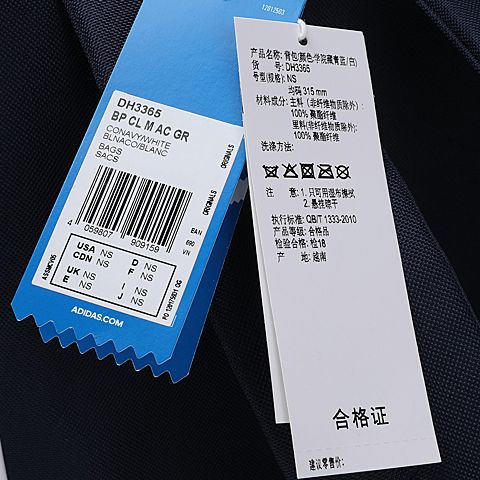 12812503
DH3365
BP CL M AC GR
CONAVY/WHITE
BLNACO/BLANC
BAGS
SACS
ORIGINALS
ORIGINALS
4 059807 909159
EAN
690
VN
USA NS
CDN NS
D NS
F NS
UK NS
E NS
I NS
J NS
ADIDAS.COM
产品名称: 背包(颜色:学院藏青蓝/白)
货 号: DH3365
号型(规格): NS
均码 315 mm
材料成分: 主料 (非纤维物质除外):
100% 聚酯纤维
里料(非纤维物质除外):
100% 聚酯纤维
洗涤方法:
注 意: 1. 只可用湿布擦拭
2. 悬挂晾干
执行标准: QB/T 1333-2010
产品等级: 合格品
检验合格: 检18
产 地: 越南
合格证
建议零售价: